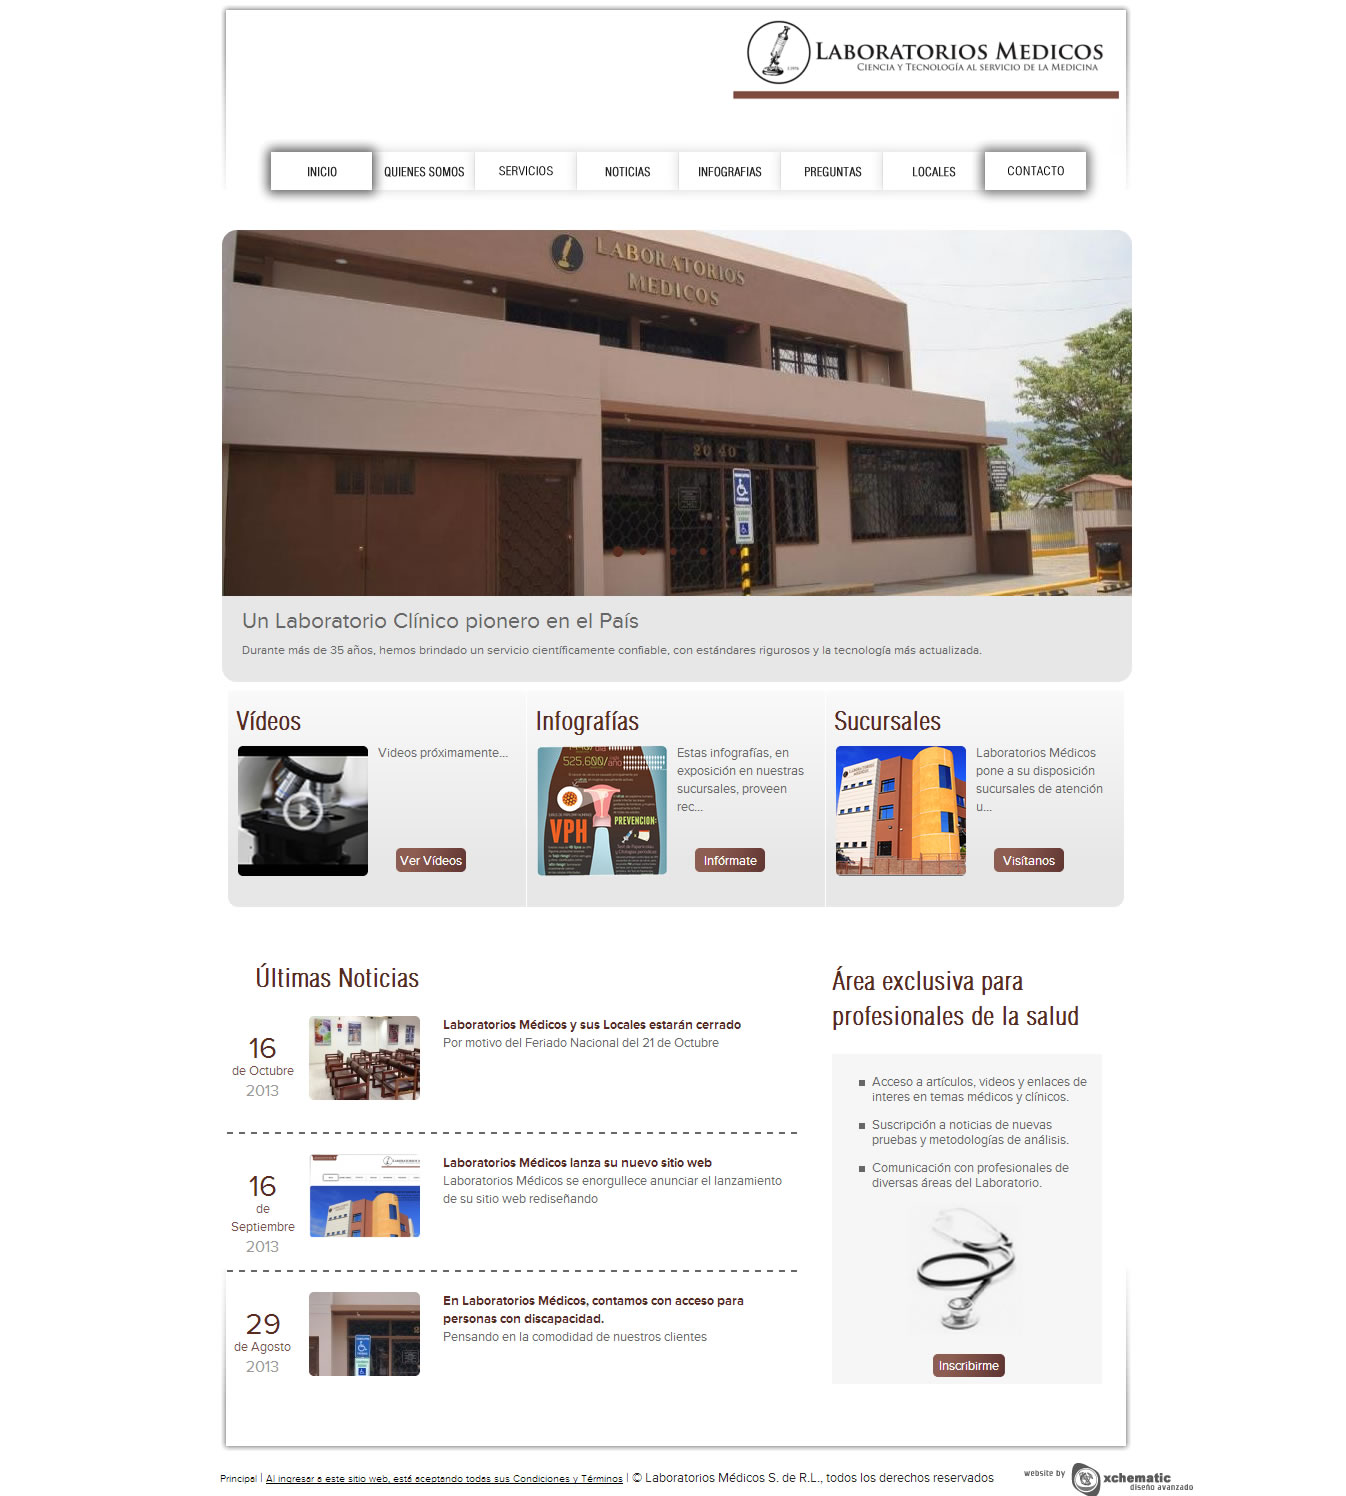 LABORATORIOS MEDICOS
CIENCIA Y TECNOLOGÍA AL SERVICIO DE LA MEDICINA
INICIO
QUIENES SOMOS
SERVICIOS
NOTICIAS
INFOGRAFIAS
PREGUNTAS
LOCALES
CONTACTO
LABORATORIOS
MEDICOS
20 40
Un Laboratorio Clínico pionero en el País
Durante más de 35 años, hemos brindado un servicio científicamente confiable, con estándares rigurosos y la tecnología más actualizada.
Vídeos
Videos próximamente...
Ver Vídeos
Infografías
525.600/
VPH
PREVENCION:
Estas infografías, en
exposición en nuestras
sucursales, proveen
rec...
Infórmate
Sucursales
Laboratorios Médicos
pone a su disposición
sucursales de atención
u...
Visítanos
Últimas Noticias
16
de Octubre
2013
Laboratorios Médicos y sus Locales estarán cerrado
Por motivo del Feriado Nacional del 21 de Octubre
16
de
Septiembre
2013
Laboratorios Médicos lanza su nuevo sitio web
Laboratorios Médicos se enorgullece anunciar el lanzamiento
de su sitio web rediseñando
29
de Agosto
2013
En Laboratorios Médicos, contamos con acceso para
personas con discapacidad.
Pensando en la comodidad de nuestros clientes
Área exclusiva para
profesionales de la salud
Acceso a artículos, videos y enlaces de
interes en temas médicos y clínicos.
Suscripción a noticias de nuevas
pruebas y metodologías de análisis.
Comunicación con profesionales de
diversas áreas del Laboratorio.
Inscribirme
Principal | Al ingresar a este sitio web, está aceptando todas sus Condiciones y Términos | © Laboratorios Médicos S. de R.L., todos los derechos reservados
website by xchematic
diseño avanzado